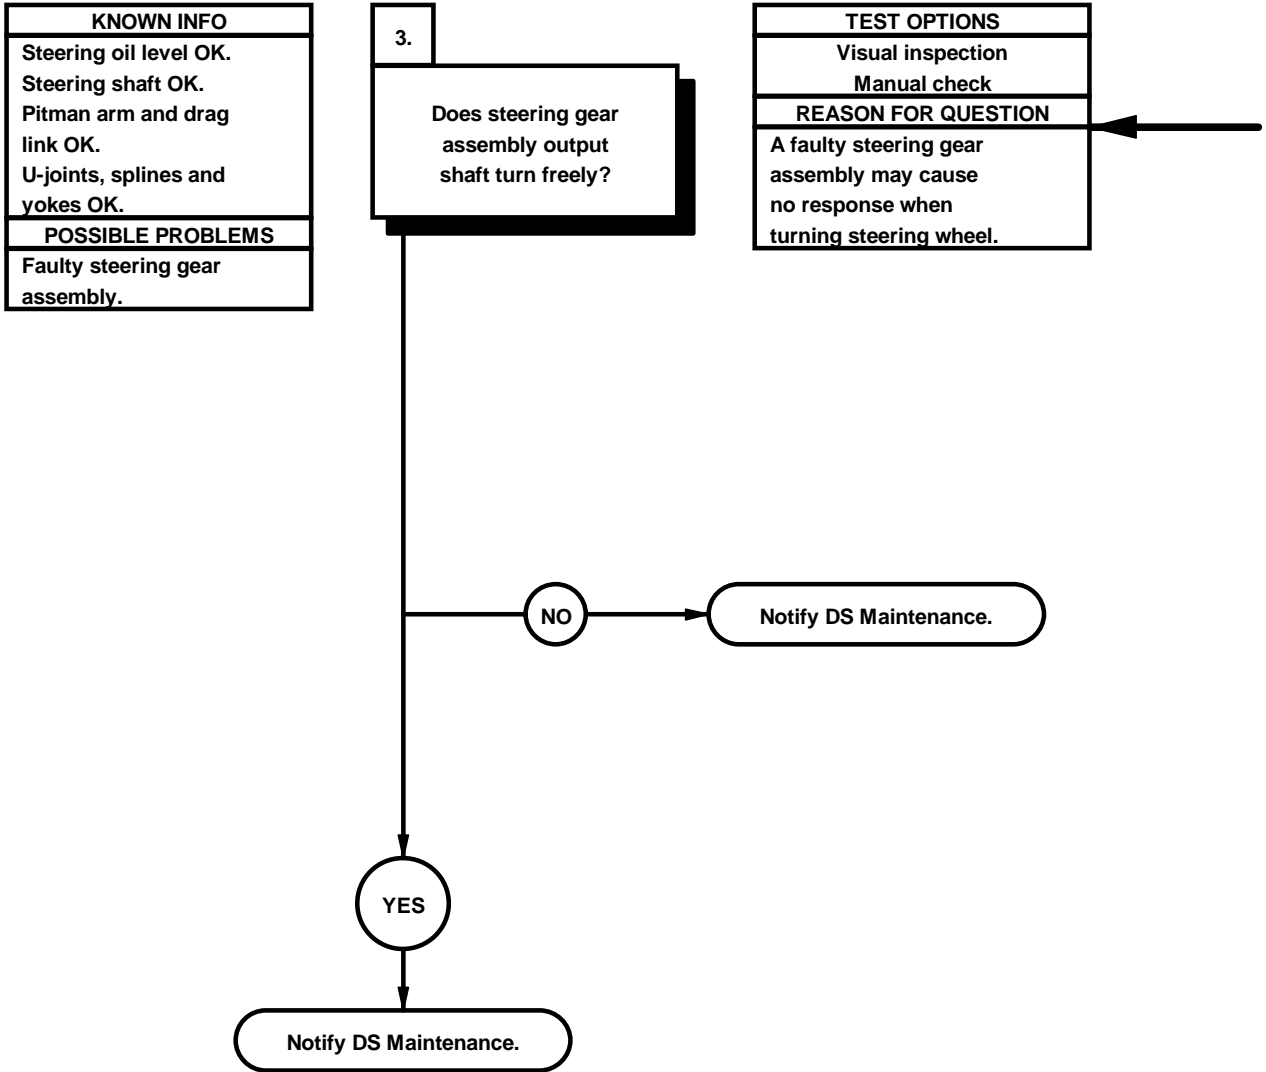 KNOWN INFO
Steering oil level OK.
Steering shaft OK.
Pitman arm and drag
link OK.
U-joints, splines and
yokes OK.
POSSIBLE PROBLEMS
Faulty steering gear
assembly.
3.
Does steering gear
assembly output
shaft turn freely?
TEST OPTIONS
Visual inspection
Manual check
REASON FOR QUESTION
A faulty steering gear
assembly may cause
no response when
turning steering wheel.
NO
Notify DS Maintenance.
YES
Notify DS Maintenance.